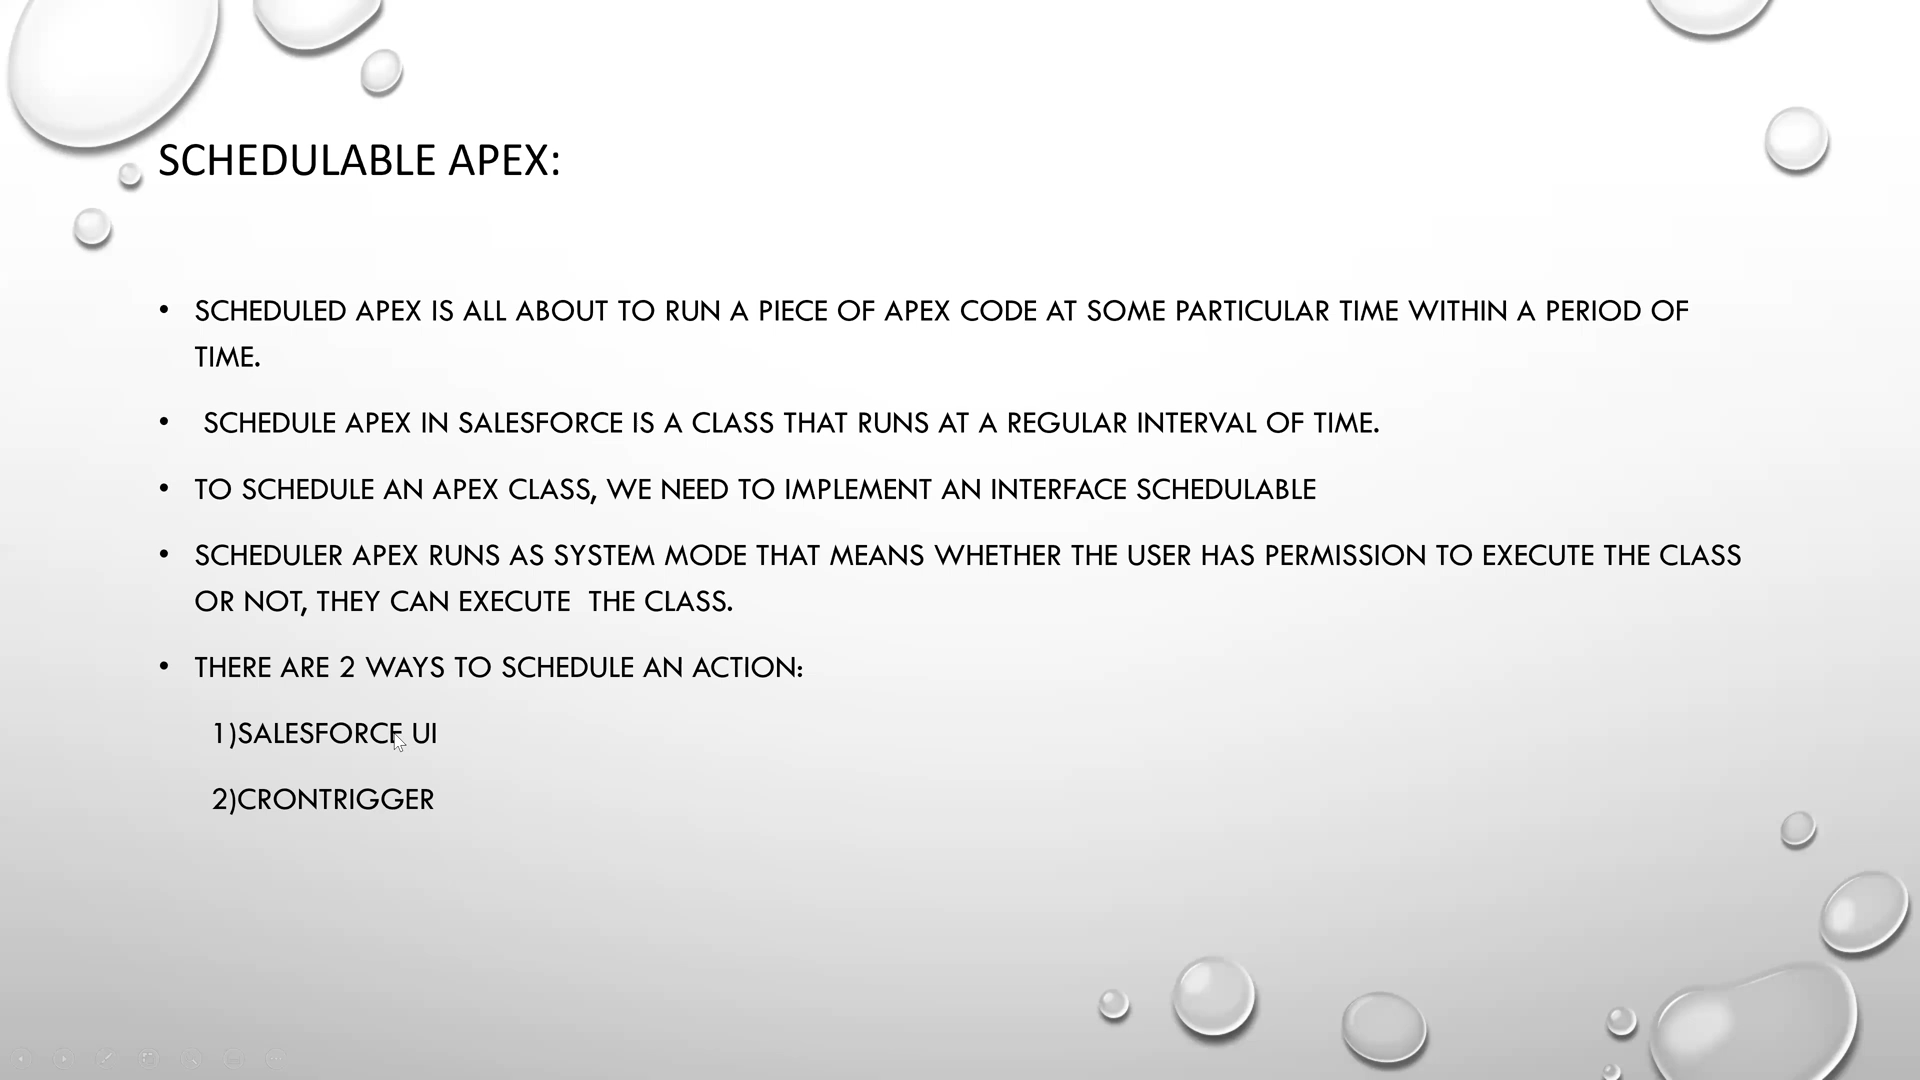 SCHEDULABLE APEX:
• SCHEDULED APEX IS ALL ABOUT TO RUN A PIECE OF APEX CODE AT SOME PARTICULAR TIME WITHIN A PERIOD OF
TIME.
• SCHEDULE APEX IN SALESFORCE IS A CLASS THAT RUNS AT A REGULAR INTERVAL OF TIME.
• TO SCHEDULE AN APEX CLASS, WE NEED TO IMPLEMENT AN INTERFACE SCHEDULABLE
• SCHEDULER APEX RUNS AS SYSTEM MODE THAT MEANS WHETHER THE USER HAS PERMISSION TO EXECUTE THE CLASS
OR NOT, THEY CAN EXECUTE  THE CLASS.
• THERE ARE 2 WAYS TO SCHEDULE AN ACTION:
1)SALESFORCE UI
2)CRONTRIGGER